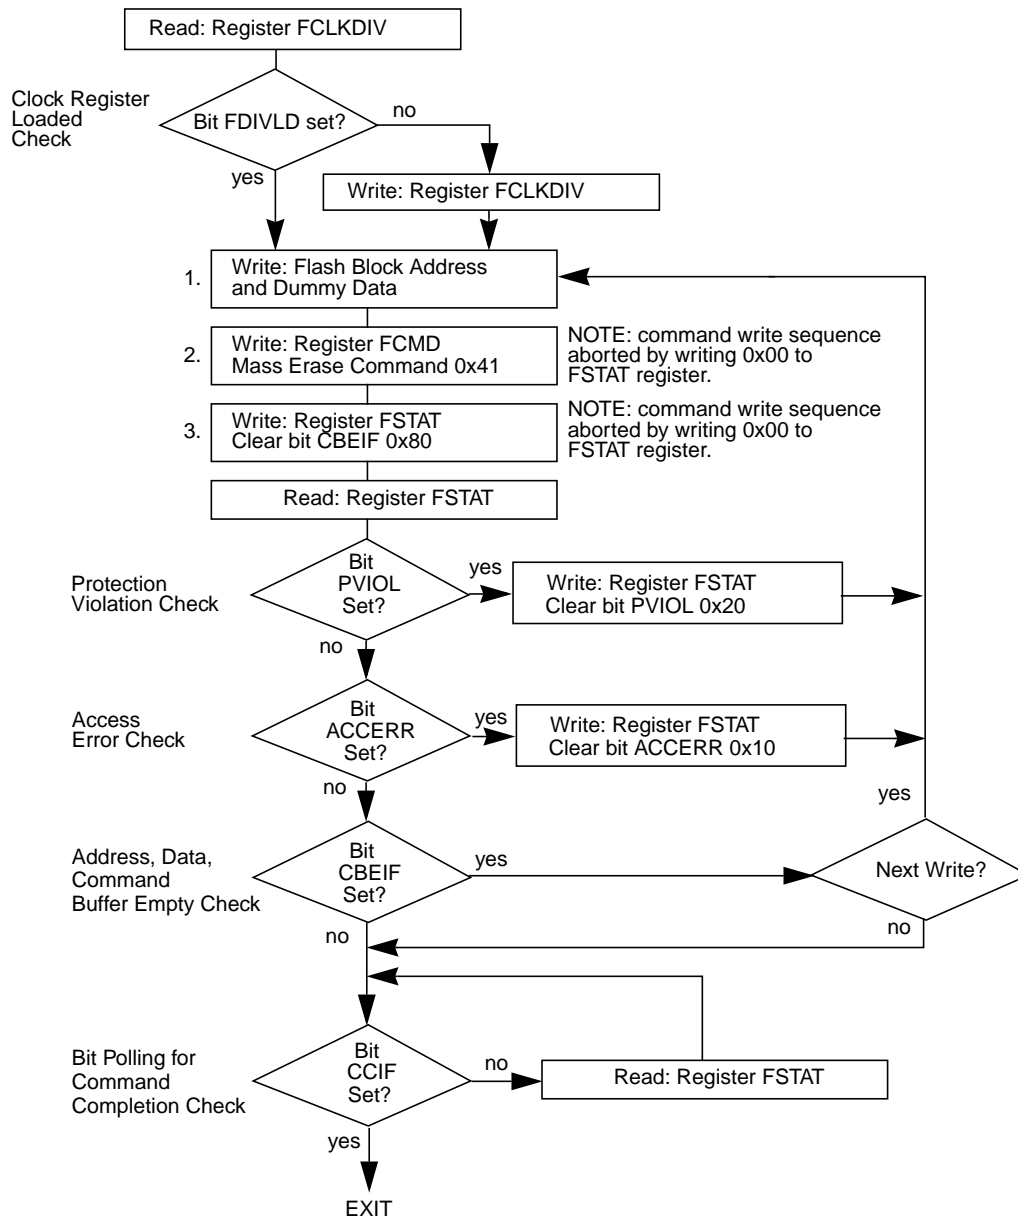 Read: Register FCLKDIV
Clock Register
Loaded
Check
Bit FDIVLD set?
no
yes
Write: Register FCLKDIV
1.
Write: Flash Block Address
and Dummy Data
2.
Write: Register FCMD
Mass Erase Command 0x41
NOTE: command write sequence
aborted by writing 0x00 to
FSTAT register.
3.
Write: Register FSTAT
Clear bit CBEIF 0x80
NOTE: command write sequence
aborted by writing 0x00 to
FSTAT register.
Read: Register FSTAT
Protection
Violation Check
Bit
PVIOL
Set?
yes
Write: Register FSTAT
Clear bit PVIOL 0x20
no
Access
Error Check
Bit
ACCERR
Set?
yes
Write: Register FSTAT
Clear bit ACCERR 0x10
no
yes
Address, Data,
Command
Buffer Empty Check
Bit
CBEIF
Set?
yes
Next Write?
no
no
Bit Polling for
Command
Completion Check
Bit
CCIF
Set?
no
Read: Register FSTAT
yes
EXIT